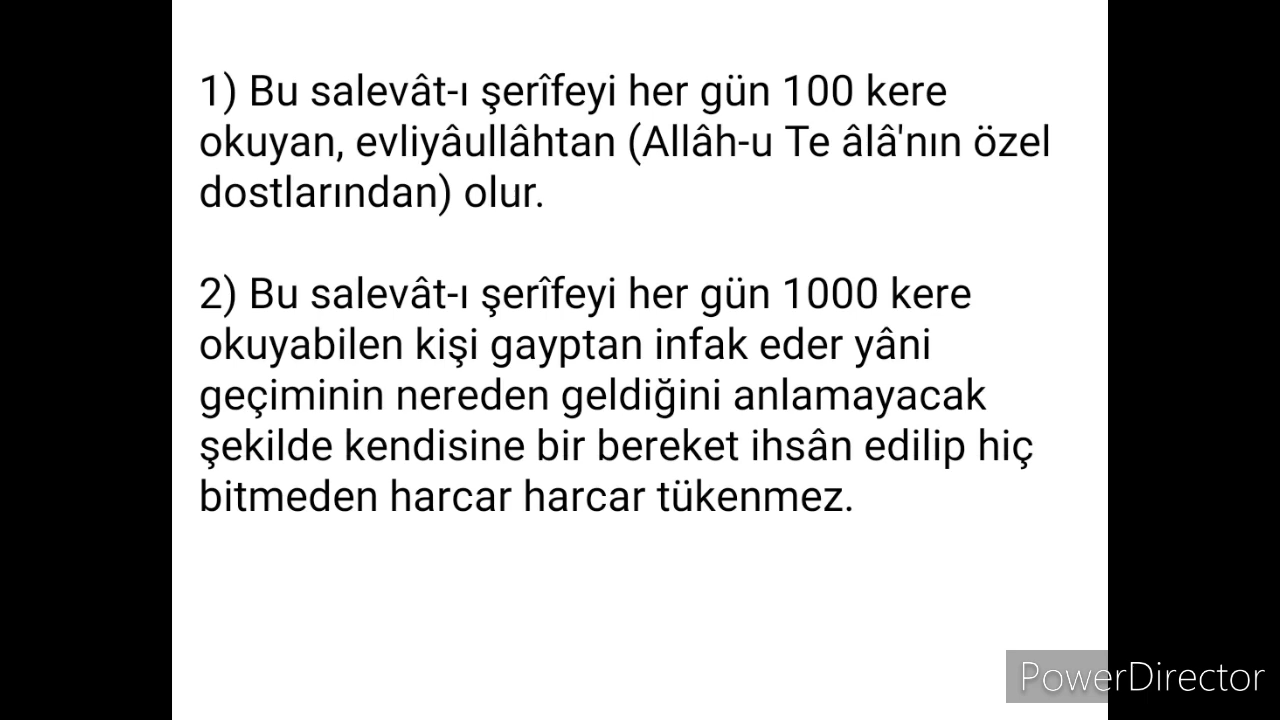 1) Bu salevât-ı şerîfeyi her gün 100 kere
okuyan, evliyâullâhtan (Allâh-u Te âlâ'nın özel
dostlarından) olur.
2) Bu salevât-ı şerîfeyi her gün 1000 kere
okuyabilen kişi gayptan infak eder yâni
geçiminin nereden geldiğini anlamayacak
şekilde kendisine bir bereket ihsân edilip hiç
bitmeden harcar harcar tükenmez.
PowerDirector